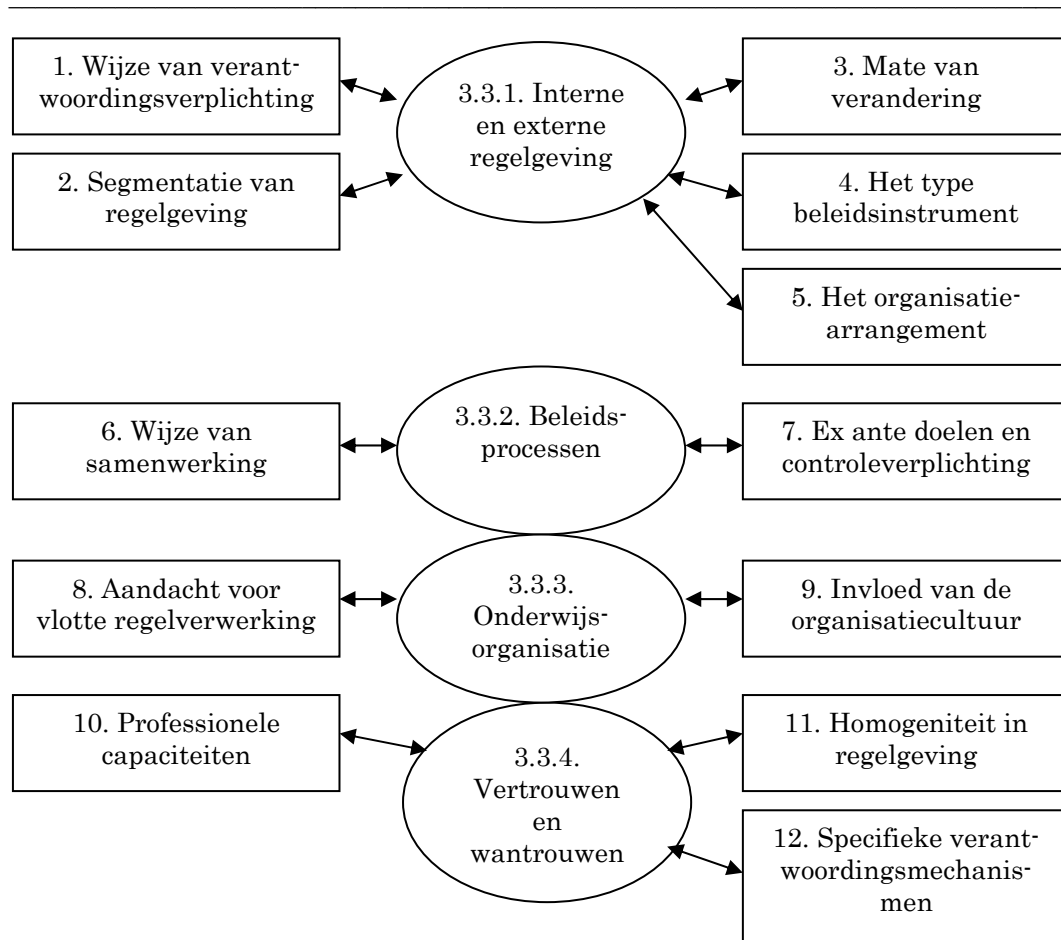 1. Wijze van verant-
woordingsverplichting
2. Segmentatie van
regelgeving
3.3.1. Interne
en externe
regelgeving
3. Mate van
verandering
4. Het type
beleidsinstrument
5. Het organisatie-
arrangement
6. Wijze van
samenwerking
3.3.2. Beleids-
processen
7. Ex ante doelen en
controleverplichting
8. Aandacht voor
vlotte regelverwerking
3.3.3.
Onderwijs-
organisatie
9. Invloed van de
organisatiecultuur
10. Professionele
capaciteiten
3.3.4.
Vertrouwen
en
wantrouwen
11. Homogeniteit in
regelgeving
12. Specifieke verant-
woordingsmechanis-
men